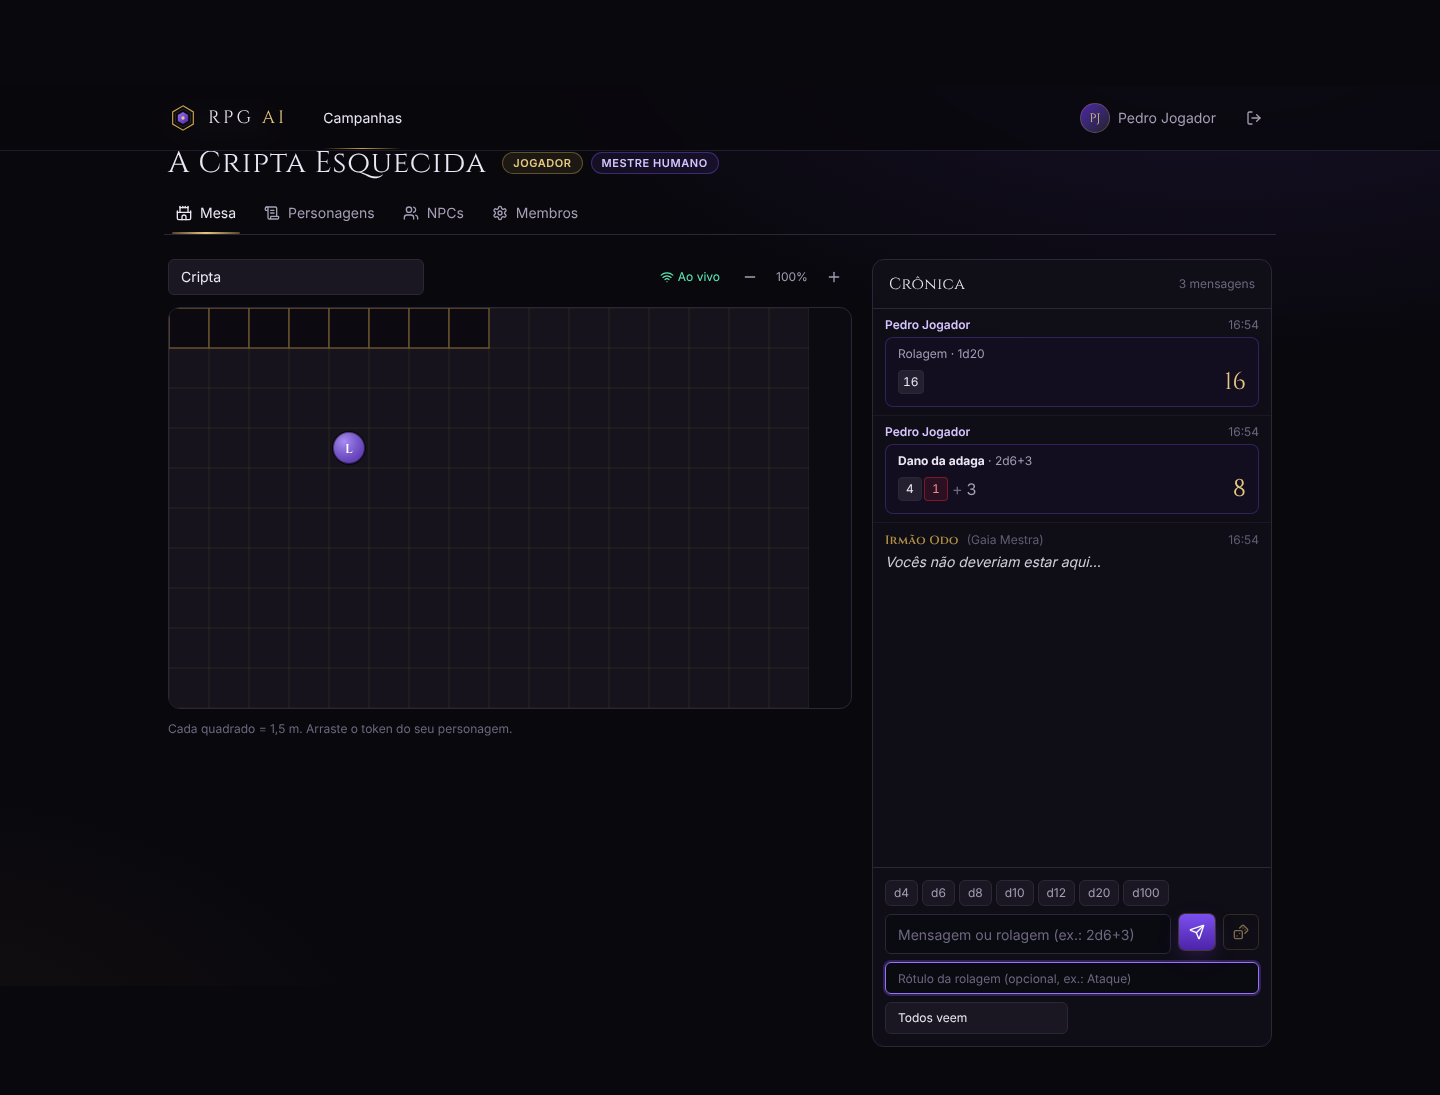 RPG AI
Campanhas
PJ
Pedro Jogador
A Cripta Esquecida
JOGADOR
MESTRE HUMANO
Mesa
Personagens
NPCs
Membros
Cripta
Ao vivo
100%
L
Cada quadrado = 1,5 m. Arraste o token do seu personagem.
Crônica
3 mensagens
Pedro Jogador
16:54
Rolagem · 1d20
16
16
Pedro Jogador
16:54
Dano da adaga · 2d6+3
4 1 + 3
8
Irmão Odo (Gaia Mestra)
16:54
Vocês não deveriam estar aqui...
d4 d6 d8 d10 d12 d20 d100
Mensagem ou rolagem (ex.: 2d6+3)
Rótulo da rolagem (opcional, ex.: Ataque)
Todos veem